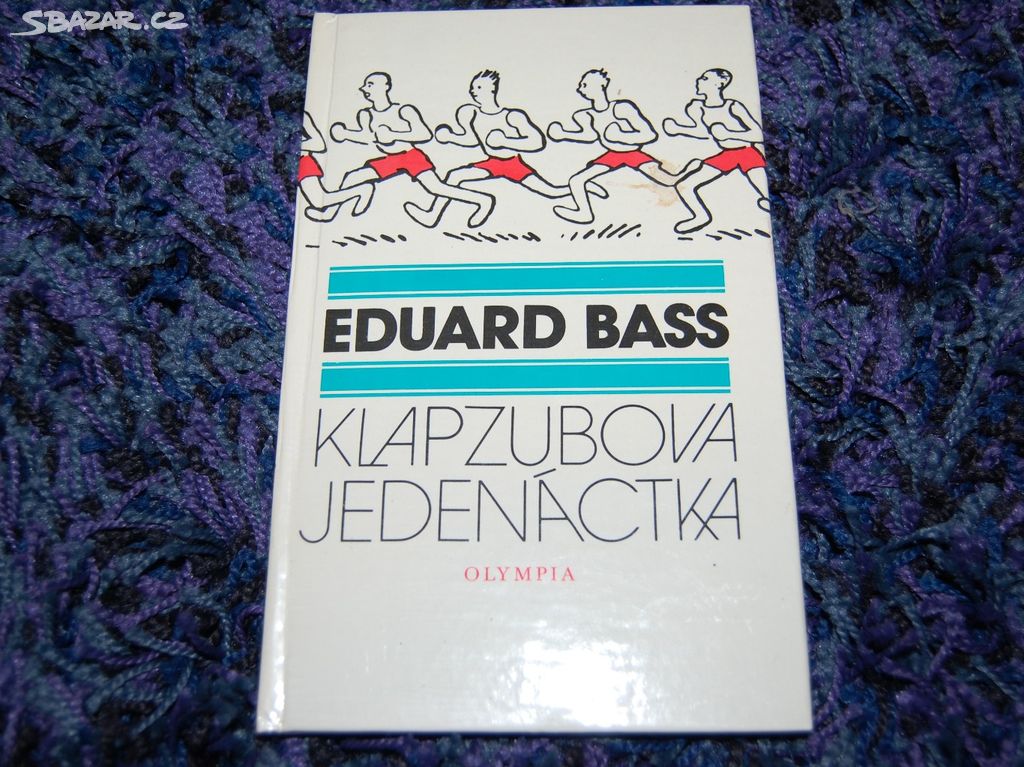 SBAZAR.CZ
EDUARD BASS
KLAPZUBOVA
JEDENÁCTKA
OLYMPIA